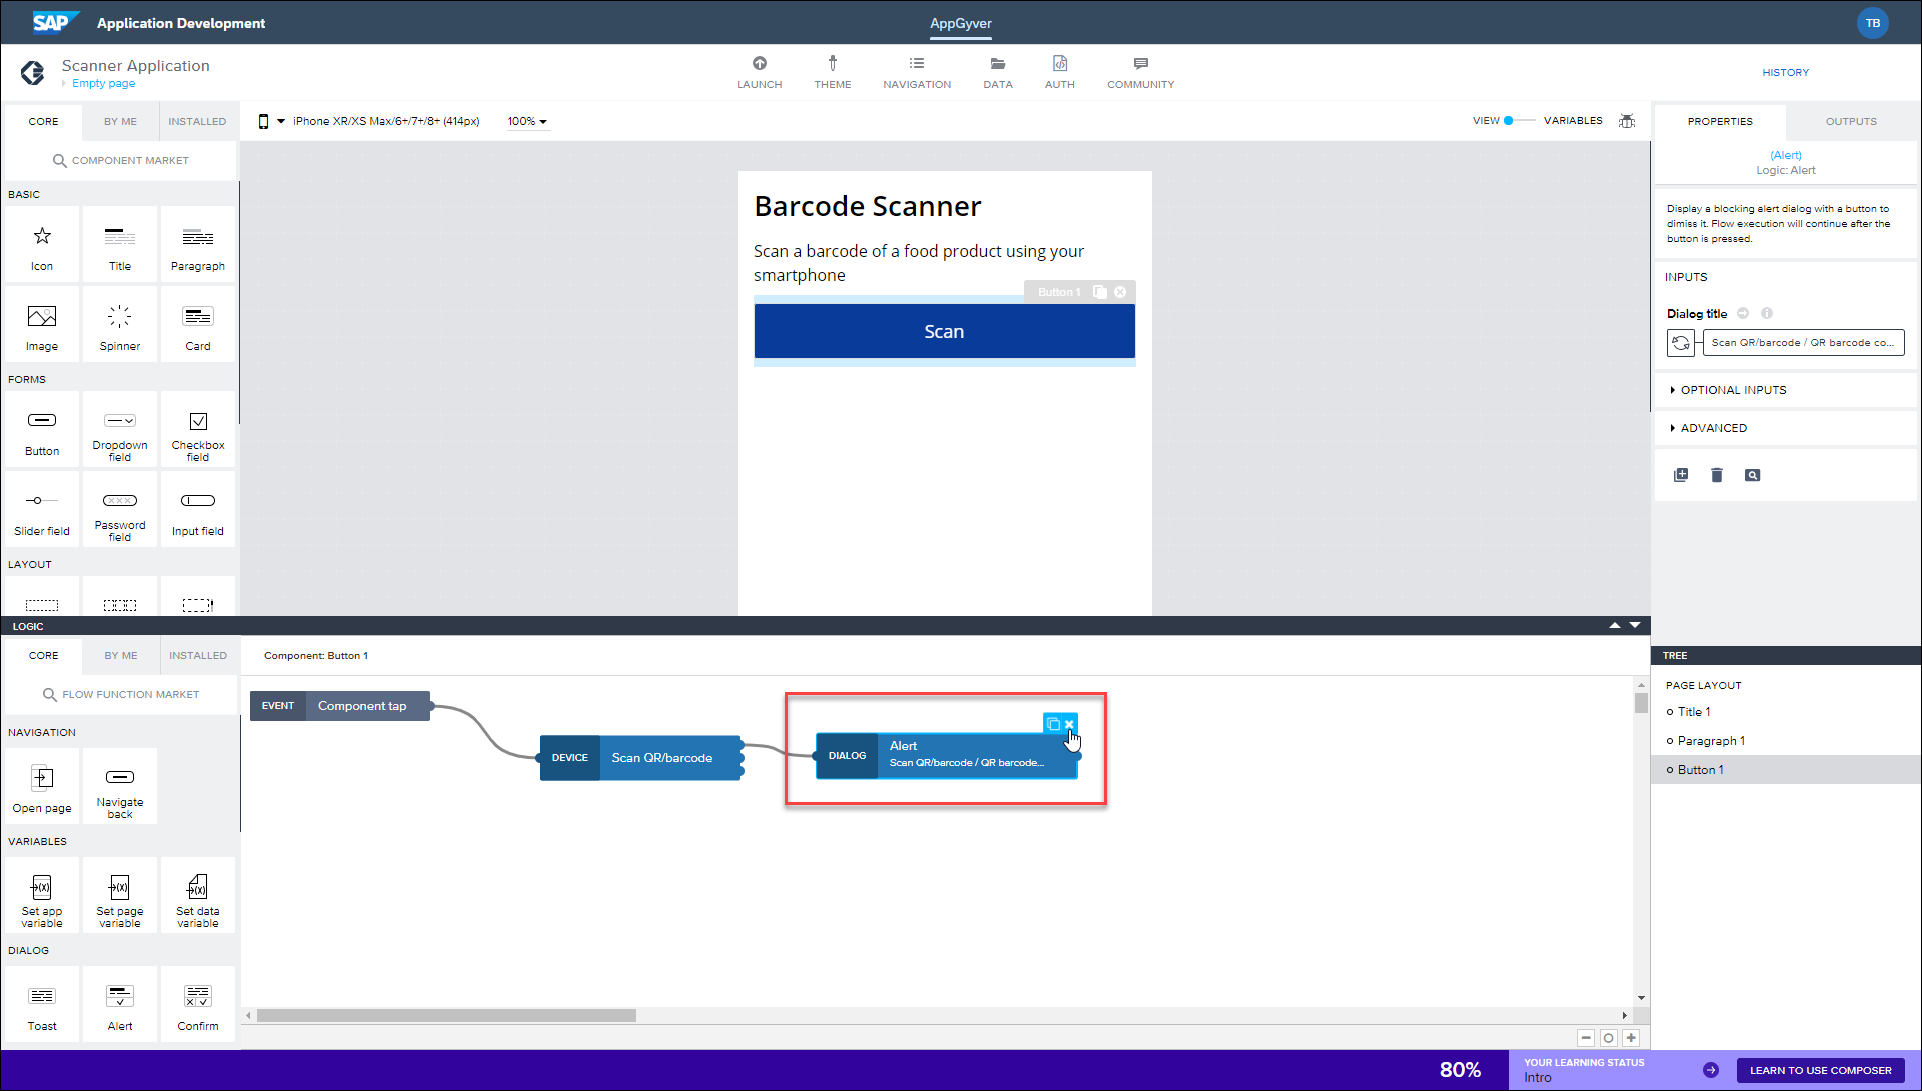 SAP Application Development
AppGyver
TB
Scanner Application
Empty page
LAUNCH
THEME
NAVIGATION
DATA
AUTH
COMMUNITY
HISTORY
CORE
BY ME
INSTALLED
COMPONENT MARKET
iPhone XR/XS Max/6+/7+/8+ (414px)
100%
VIEW
VARIABLES
PROPERTIES
OUTPUTS
BASIC
Icon
Title
Paragraph
Image
Spinner
Card
FORMS
Button
Dropdown
field
Checkbox
field
Slider field
Password
field
Input field
LAYOUT
Barcode Scanner
Scan a barcode of a food product using your
smartphone
Button 1
Scan
(Alert)
Logic: Alert
Display a blocking alert dialog with a button to
dimiss it. Flow execution will continue after the
button is pressed.
INPUTS
Dialog title
Scan QR/barcode / QR barcode co...
OPTIONAL INPUTS
ADVANCED
LOGIC
CORE
BY ME
INSTALLED
FLOW FUNCTION MARKET
NAVIGATION
Open page
Navigate
back
VARIABLES
Set app
variable
Set page
variable
Set data
variable
DIALOG
Toast
Alert
Confirm
Component: Button 1
EVENT
Component tap
DEVICE
Scan QR/barcode
DIALOG
Alert
Scan QR/barcode / QR barcode...
TREE
PAGE LAYOUT
Title 1
Paragraph 1
Button 1
80%
YOUR LEARNING STATUS
Intro
LEARN TO USE COMPOSER